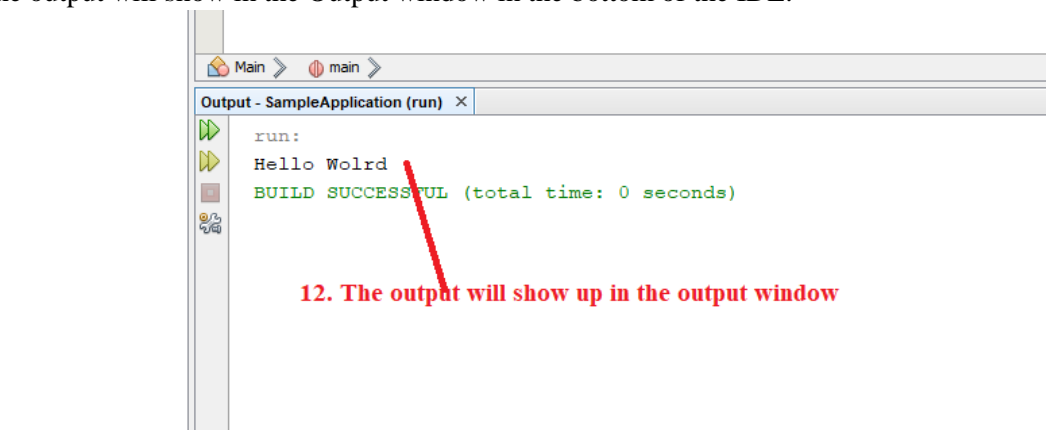 he output will show in the Output window in the bottom of the IDE.
Main main
Output - SampleApplication (run)
run:
Hello Wolrd
BUILD SUCCESSFUL (total time: 0 seconds)
12. The output will show up in the output window